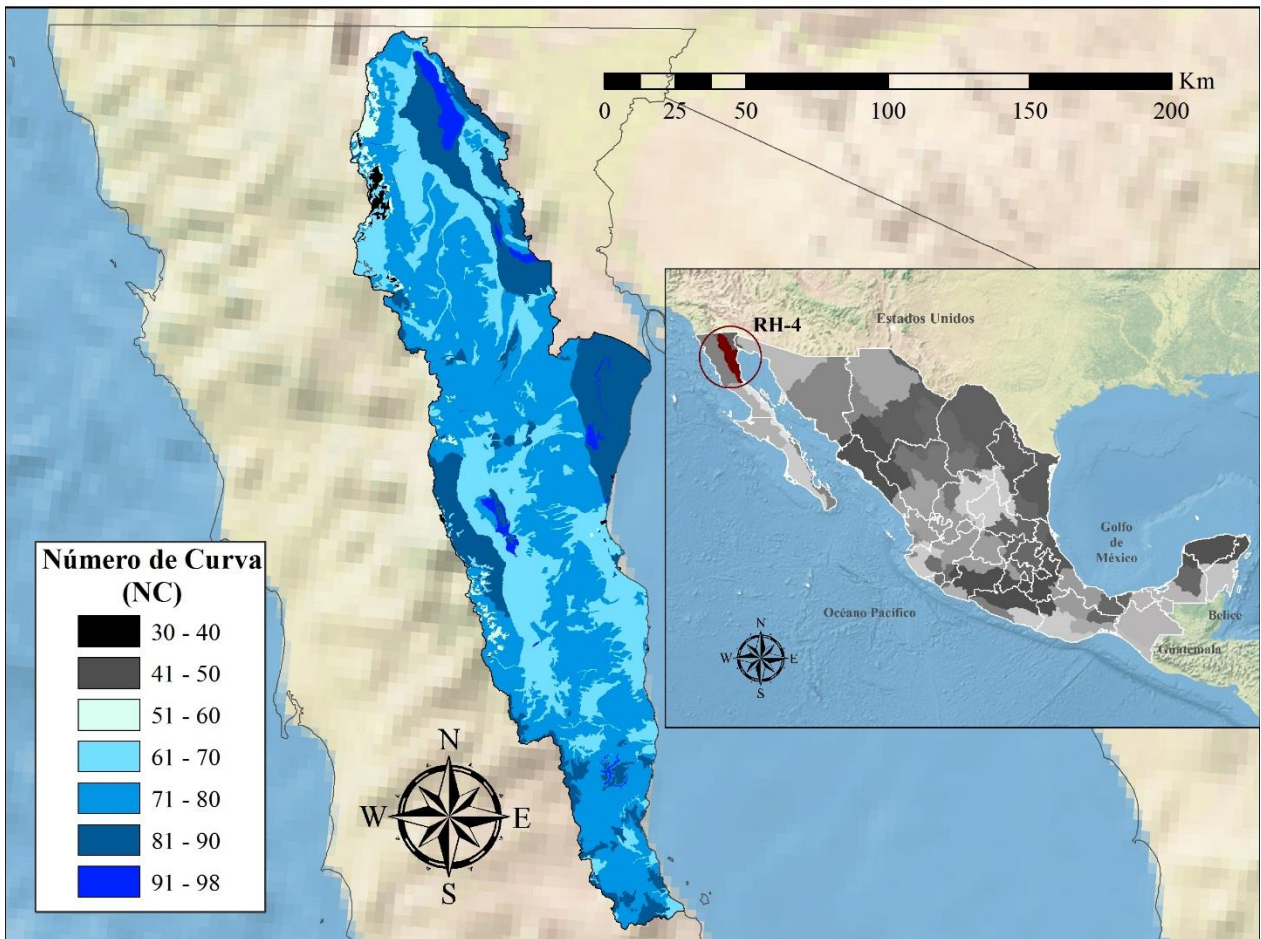 Km
0 25 50 100 150 200
RH-4
Estados Unidos
Golfo
de
México
Océano Pacífico
Belice
Guatemala
N
W E
S
Número de Curva
(NC)
30 - 40
41 - 50
51 - 60
61 - 70
71 - 80
81 - 90
91 - 98
N
W E
S